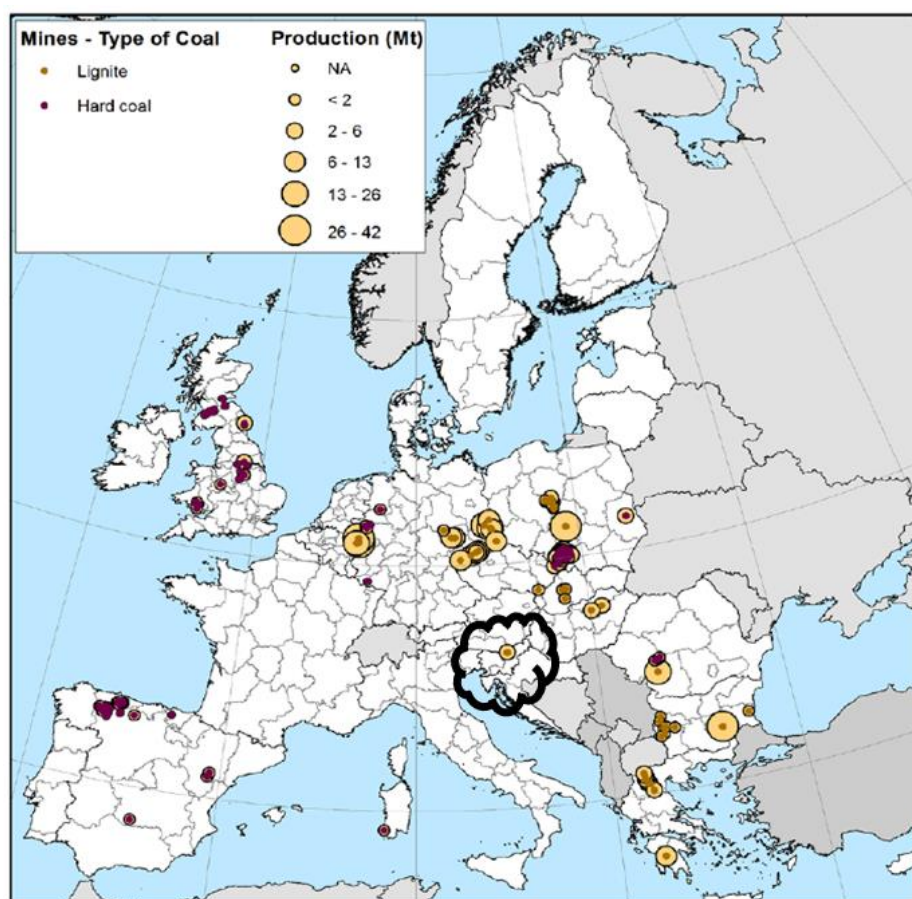 Mines - Type of Coal
Lignite
Hard coal
Production (Mt)
NA
< 2
2 - 6
6 - 13
13 - 26
26 - 42